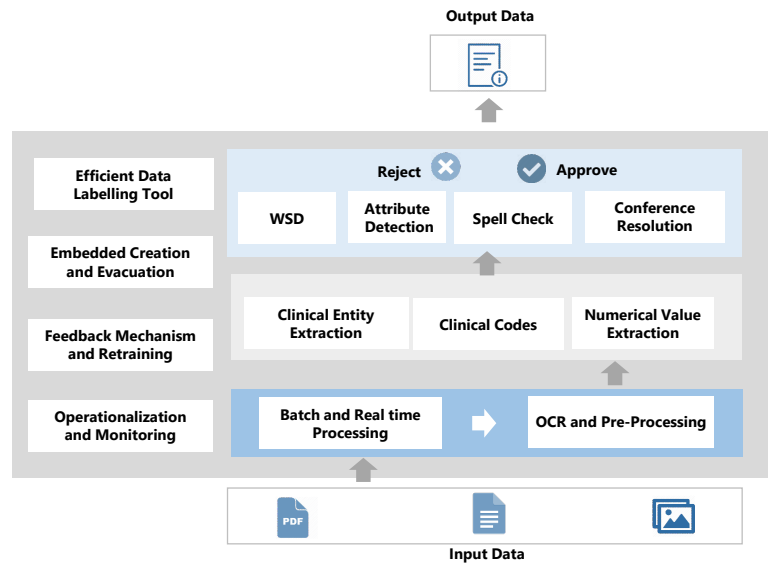 Output Data
Efficient Data
Labelling Tool
Embedded Creation
and Evacuation
Feedback Mechanism
and Retraining
Operationalization
and Monitoring
Reject
Approve
WSD
Attribute
Detection
Spell Check
Conference
Resolution
Clinical Entity
Extraction
Clinical Codes
Numerical Value
Extraction
Batch and Real time
Processing
OCR and Pre-Processing
PDF
Input Data